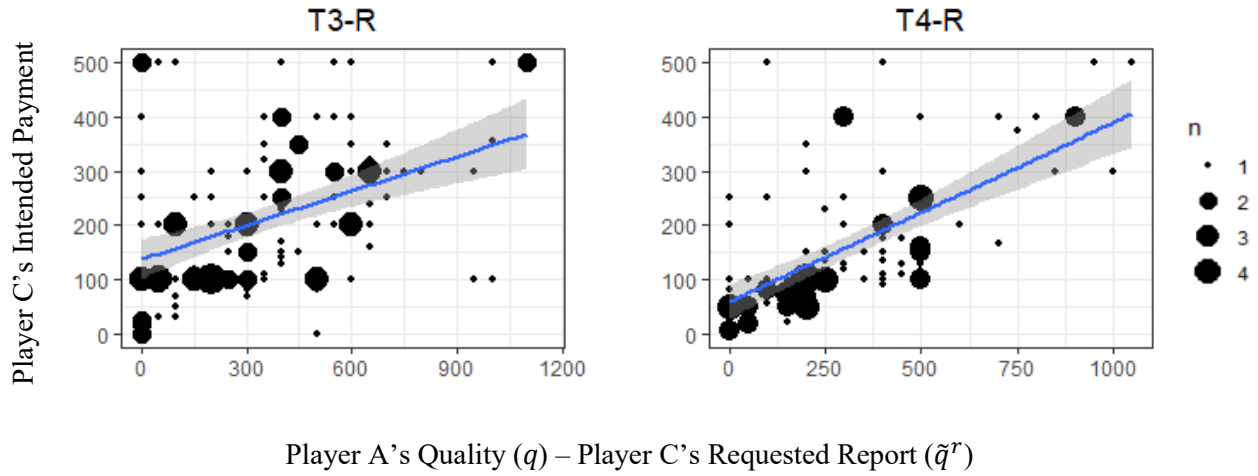 T3-R
T4-R
Player C’s Intended Payment
500
400
300
200
100
0
0 300 600 900 1200
500
400
300
200
100
0
0 250 500 750 1000
n
1
2
3
4
Player A’s Quality (q) – Player C’s Requested Report (q̃ʳ)